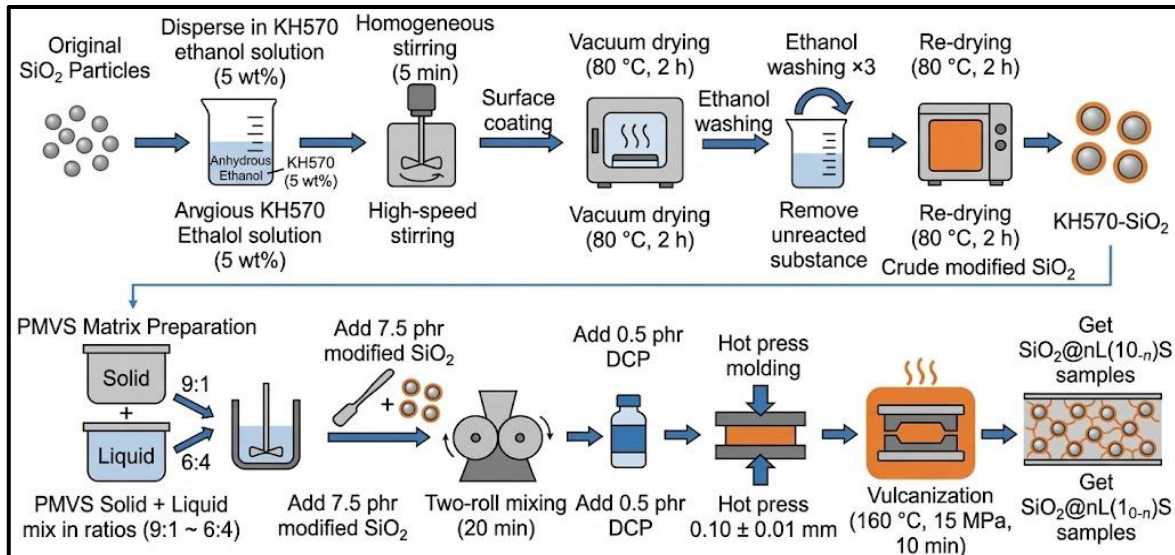 Original
SiO₂ Particles
Disperse in KH570
ethanol solution
(5 wt%)
Anhydrous
Ethanol
KH570
(5 wt%)
Arvgious KH570
Ethalol solution
(5 wt%)
Homogeneous
stirring
(5 min)
High-speed
stirring
Surface
coating
Vacuum drying
(80 °C, 2 h)
Vacuum drying
(80 °C, 2 h)
Ethanol
washing
Ethanol
washing ×3
Remove
unreacted
substance
Re-drying
(80 °C, 2 h)
Re-drying
(80 °C, 2 h)
Crude modified SiO₂
KH570-SiO₂
PMVS Matrix Preparation
Solid
+
Liquid
9:1
6:4
PMVS Solid + Liquid
mix in ratios (9:1 ~ 6:4)
Add 7.5 phr
modified SiO₂
+
Add 7.5 phr
modified SiO₂
Two-roll mixing
(20 min)
Add 0.5 phr
DCP
Add 0.5 phr
DCP
Hot press
molding
Hot press
0.10 ± 0.01 mm
Vulcanization
(160 °C, 15 MPa,
10 min)
Get
SiO₂@nL(10₋ₙ)S
samples
Get
SiO₂@nL(1₀₋ₙ)S
samples